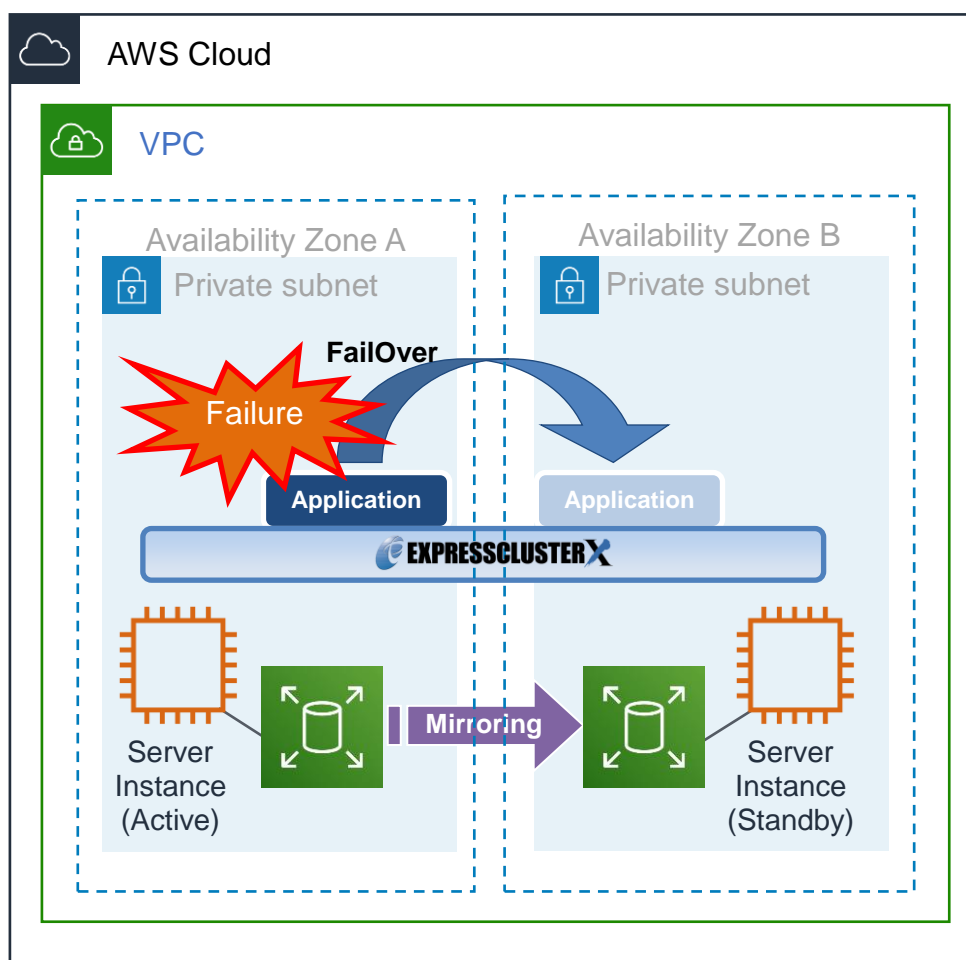 AWS Cloud
VPC
Availability Zone A
Availability Zone B
Private subnet
Private subnet
FailOver
Failure
Application
Application
EXPRESSCLUSTER X
Mirroring
Server
Instance
(Active)
Server
Instance
(Standby)